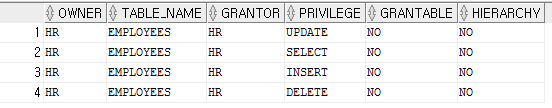 OWNER TABLE_NAME GRANTOR PRIVILEGE GRANTABLE HIERARCHY
1 HR EMPLOYEES HR UPDATE NO NO
2 HR EMPLOYEES HR SELECT NO NO
3 HR EMPLOYEES HR INSERT NO NO
4 HR EMPLOYEES HR DELETE NO NO